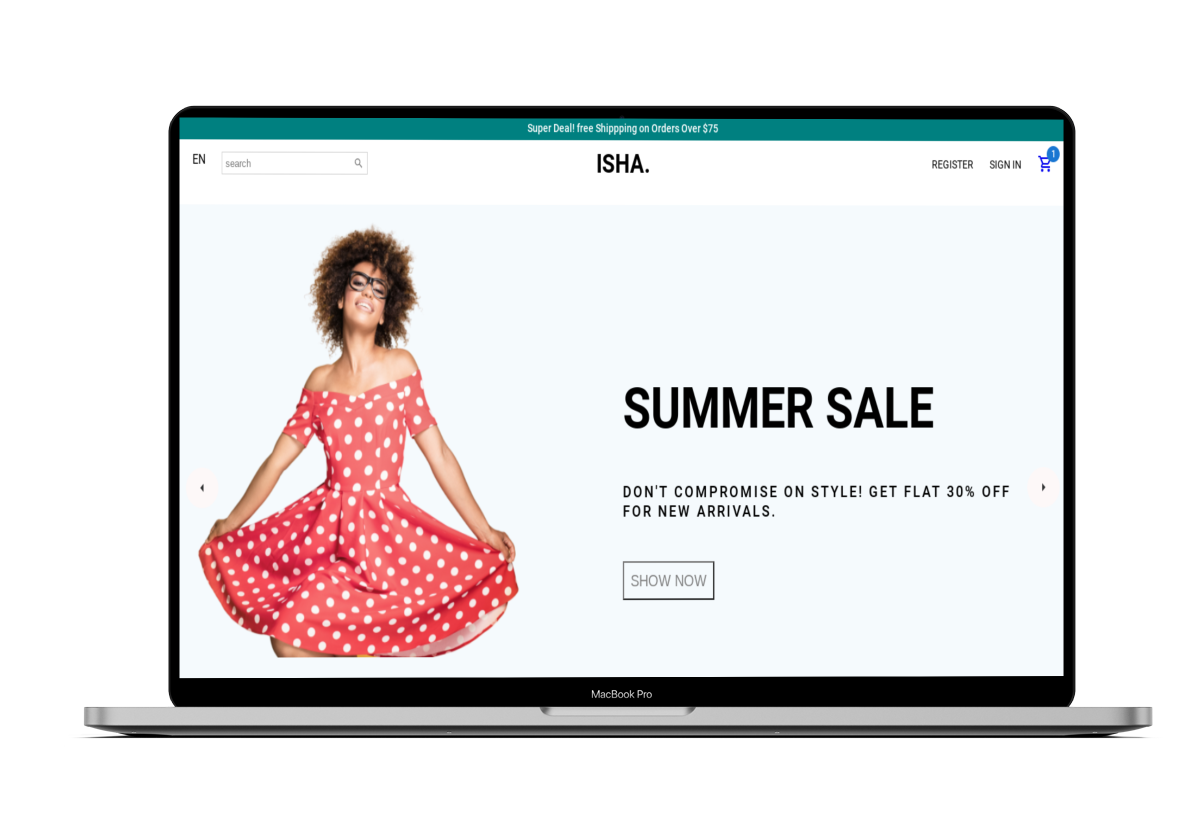 Super Deal! free Shippping on Orders Over $75
EN
search
ISHA.
REGISTER
SIGN IN
1
SUMMER SALE
DON'T COMPROMISE ON STYLE! GET FLAT 30% OFF
FOR NEW ARRIVALS.
SHOW NOW
MacBook Pro